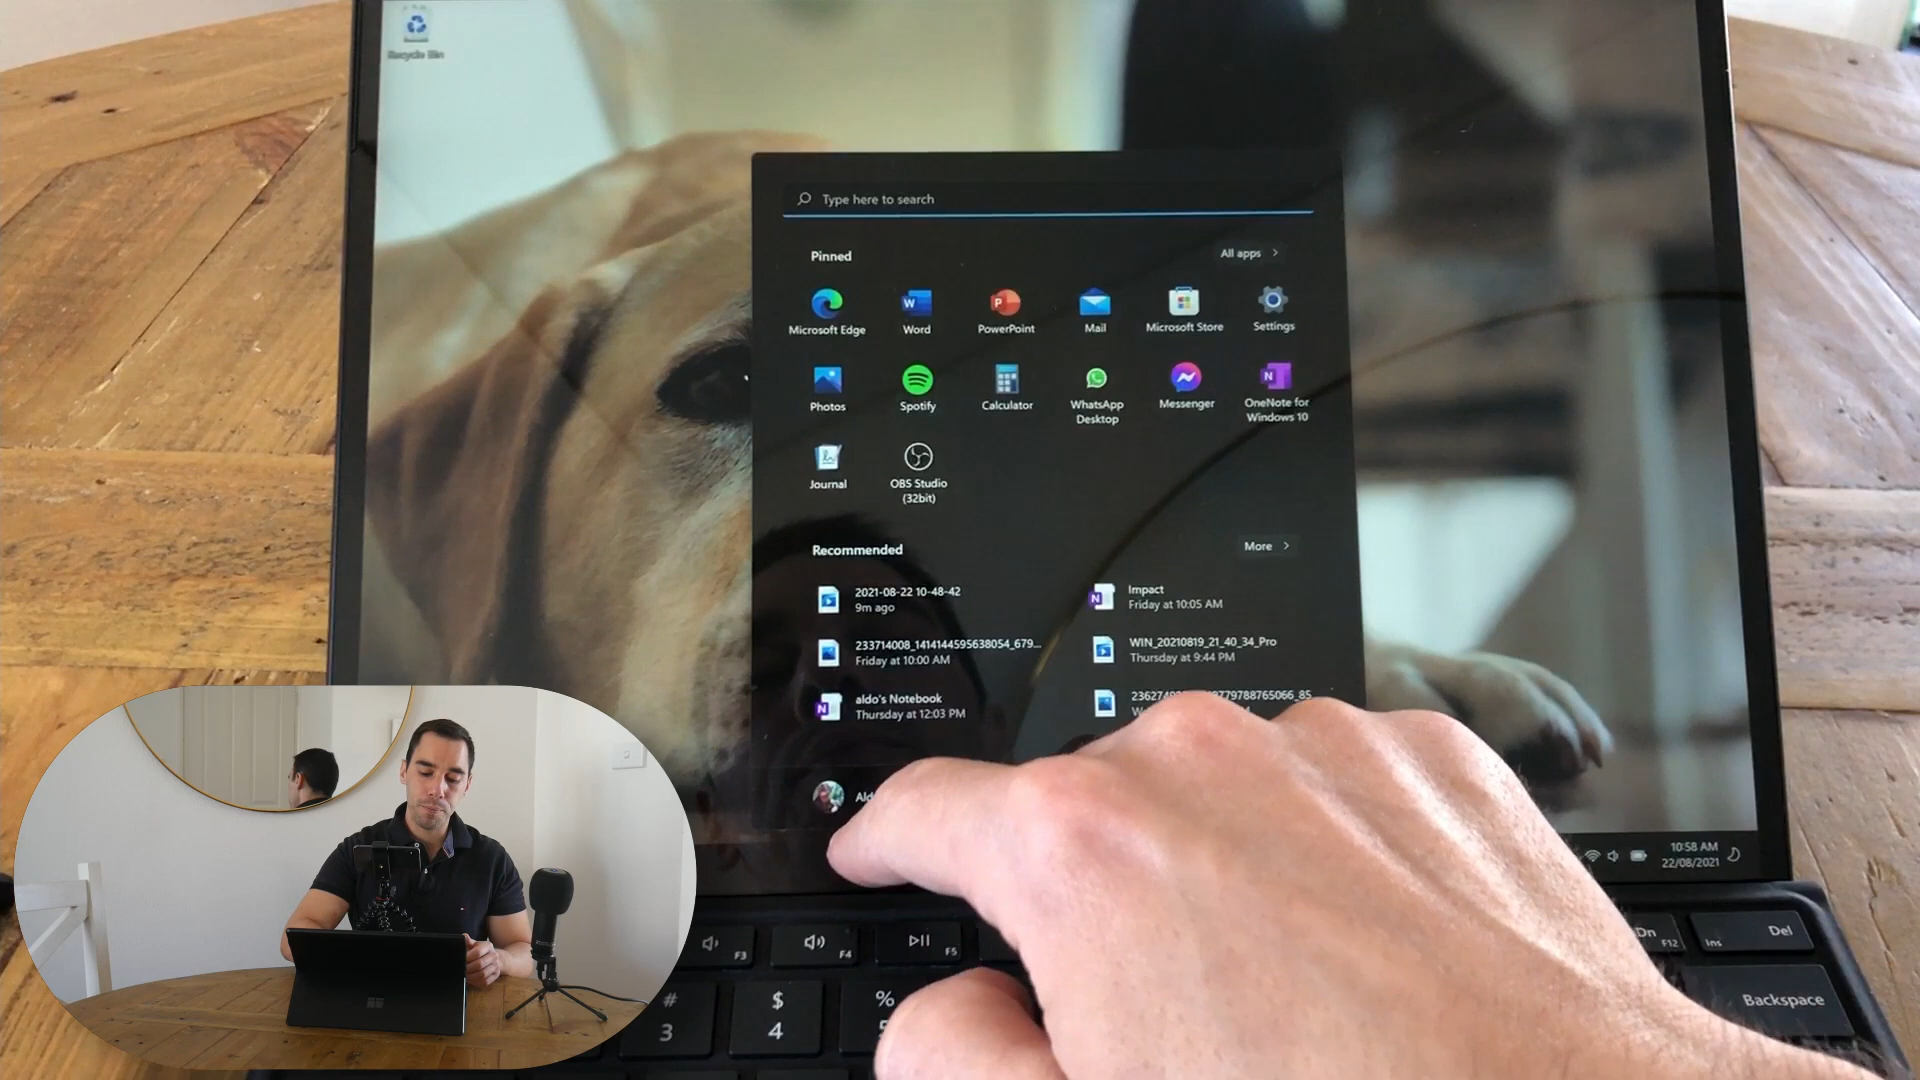 Recycle Bin
Type here to search
Pinned
All apps
Microsoft Edge
Word
PowerPoint
Mail
Microsoft Store
Settings
Photos
Spotify
Calculator
WhatsApp
Desktop
Messenger
OneNote for
Windows 10
Journal
OBS Studio
(32bit)
Recommended
More
2021-08-22 10-48-42
9m ago
Impact
Friday at 10:05 AM
233714008_1414144595638054_679...
Friday at 10:00 AM
WIN_20210819_21_40_34_Pro
Thursday at 9:44 PM
aldo's Notebook
Thursday at 12:03 PM
10:58 AM
22/08/2021
F3
F4
F5
F12
Ins
Del
Backspace
#
3
$
4
%